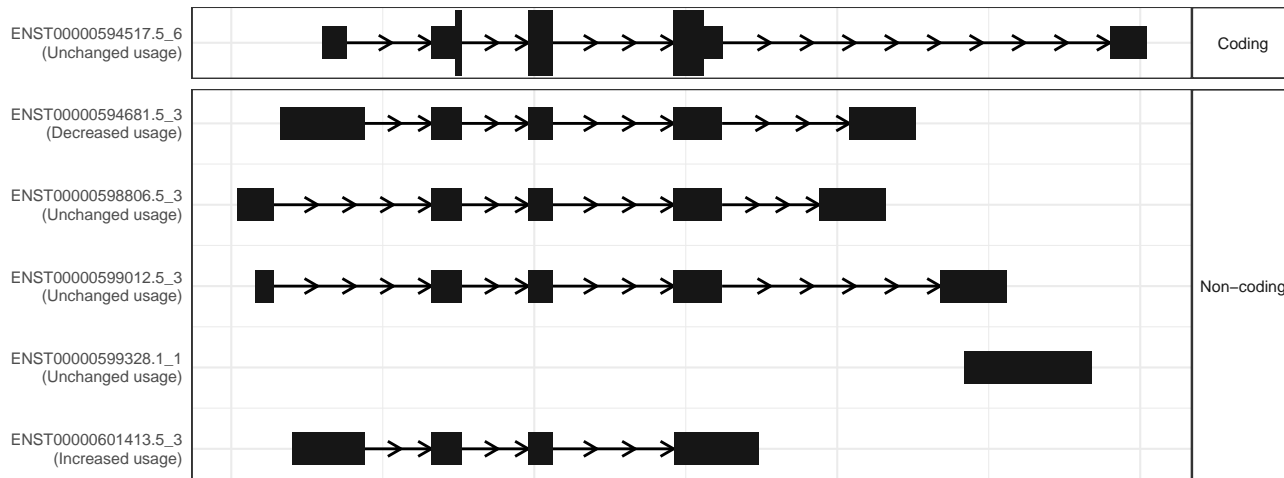 ENST00000594517.5_6
(Unchanged usage)
Coding
ENST00000594681.5_3
(Decreased usage)
ENST00000598806.5_3
(Unchanged usage)
ENST00000599012.5_3
(Unchanged usage)
Non−coding
ENST00000599328.1_1
(Unchanged usage)
ENST00000601413.5_3
(Increased usage)